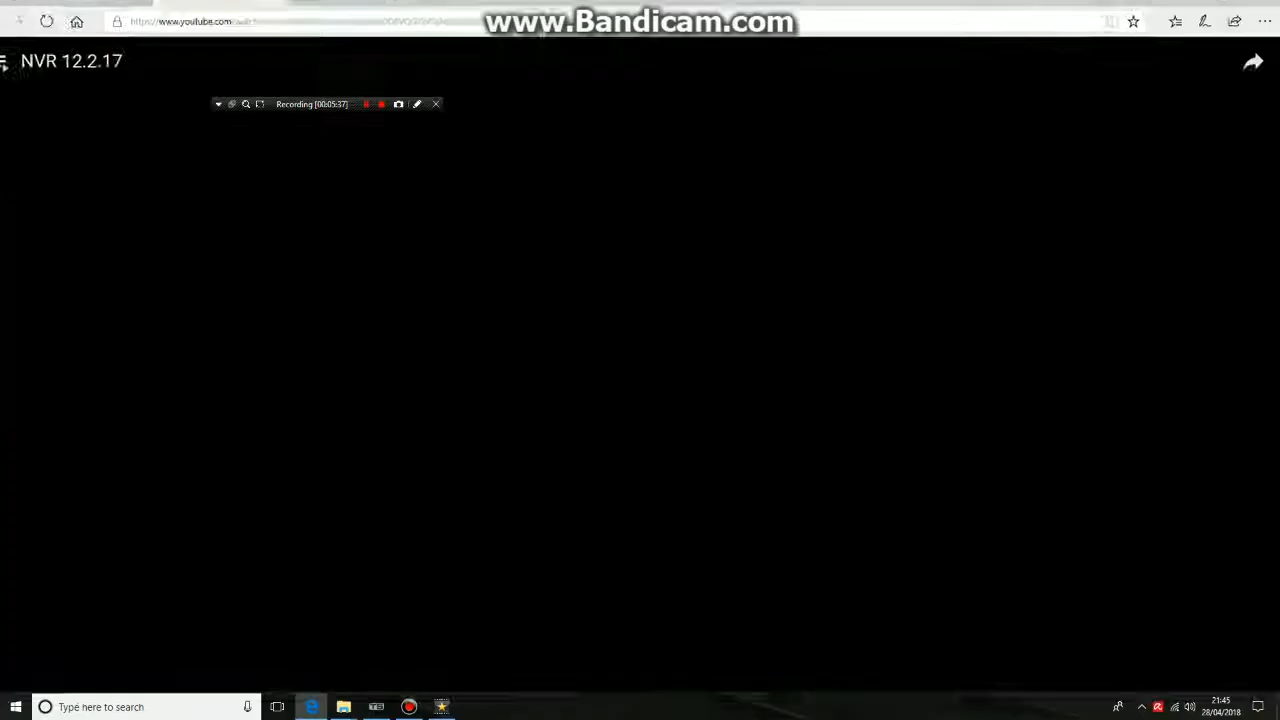 www.Bandicam.com
https://www.youtube.com
NVR 12.2.17
Recording [00:05:37]
Type here to search
21:45
28/04/2018